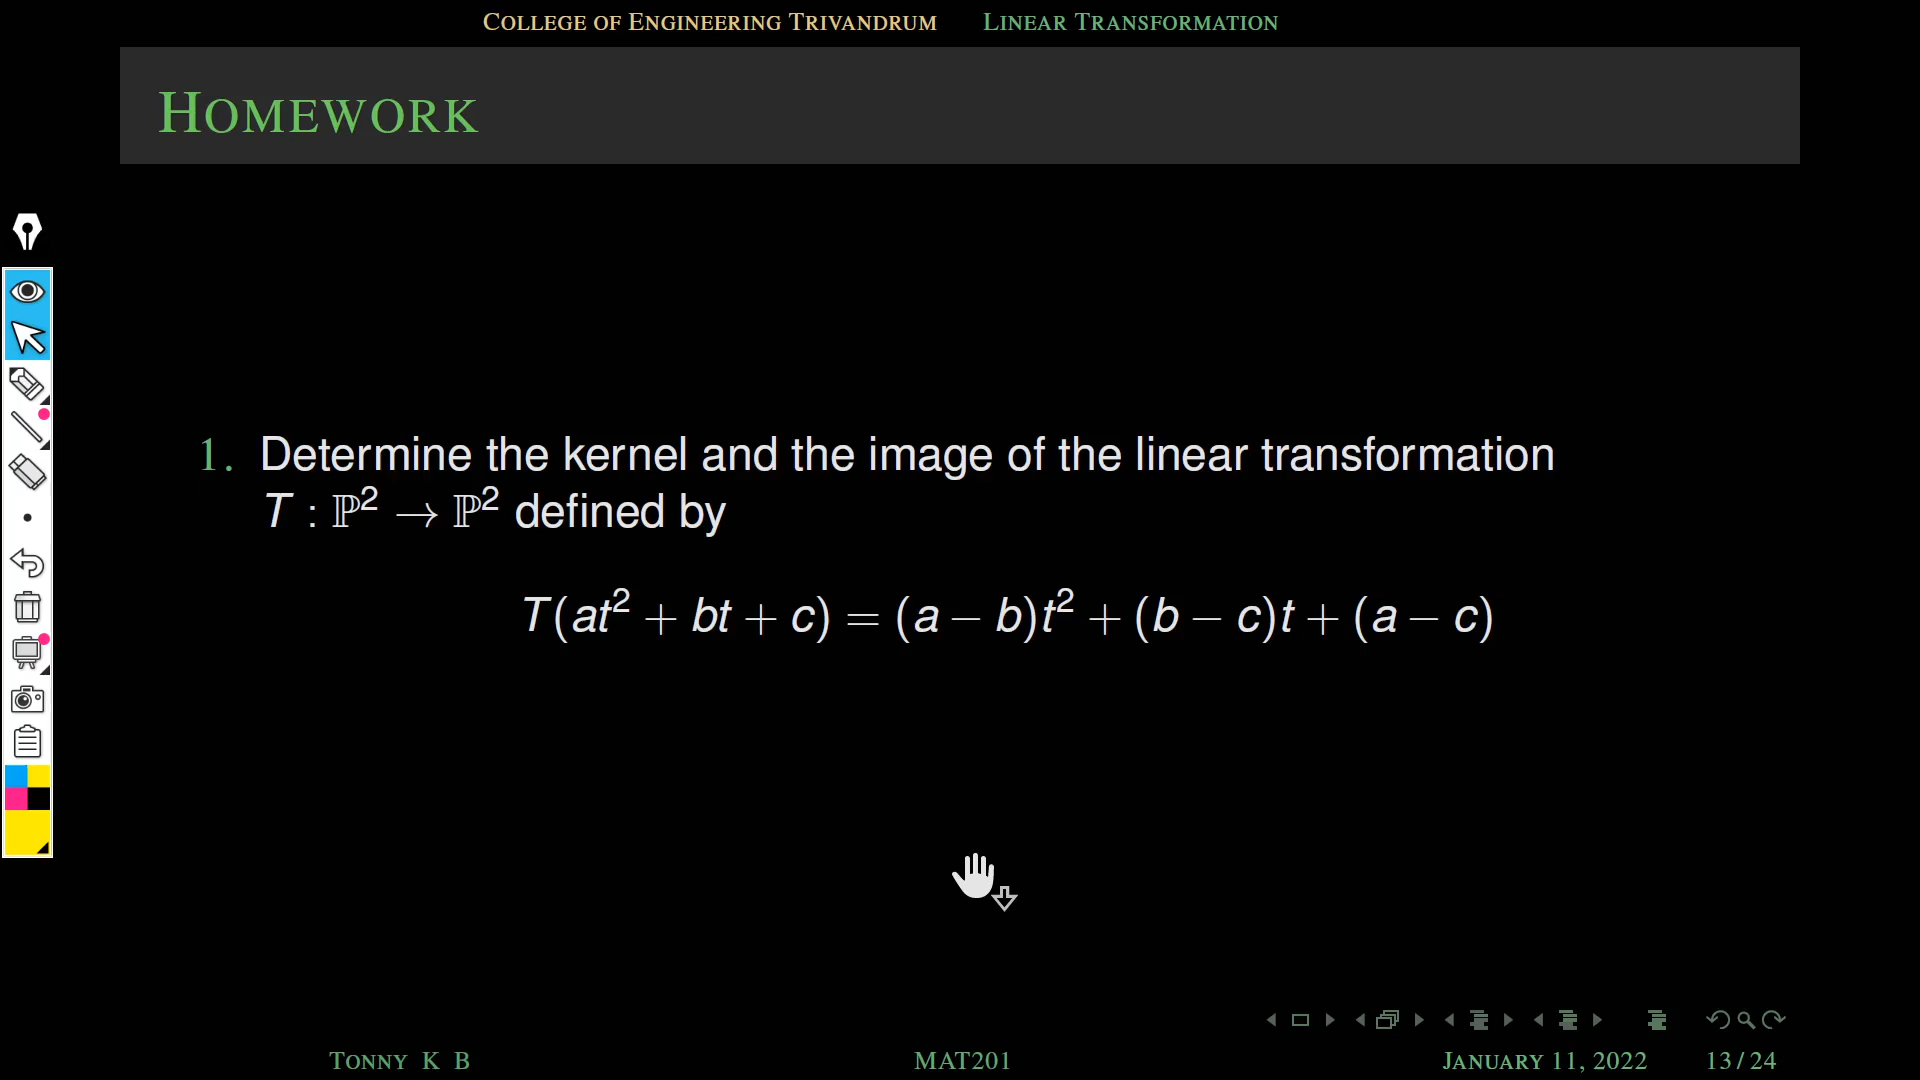 COLLEGE OF ENGINEERING TRIVANDRUM LINEAR TRANSFORMATION
HOMEWORK
1. Determine the kernel and the image of the linear transformation
T : ℙ² → ℙ² defined by
T(at² + bt + c) = (a − b)t² + (b − c)t + (a − c)
TONNY K B MAT201 JANUARY 11, 2022 13 / 24